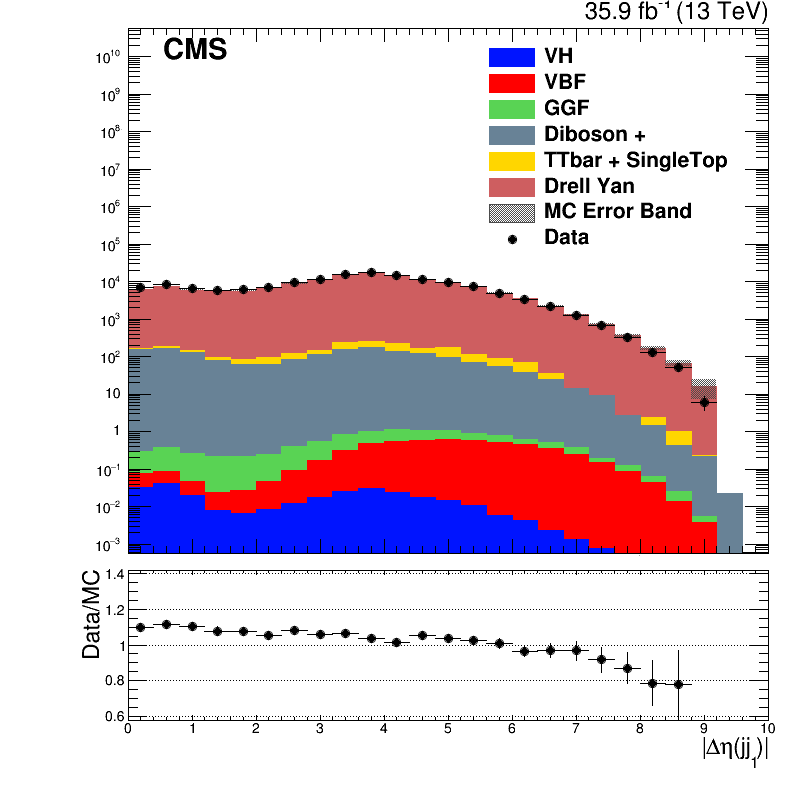 35.9 fb⁻¹ (13 TeV)
CMS
VH
VBF
GGF
Diboson +
TTbar + SingleTop
Drell Yan
MC Error Band
Data
10¹⁰
10⁹
10⁸
10⁷
10⁶
10⁵
10⁴
10³
10²
10
1
10⁻¹
10⁻²
10⁻³
Data/MC
1.4
1.2
1
0.8
0.6
0 1 2 3 4 5 6 7 8 9 10
|Δη(jj₁)|